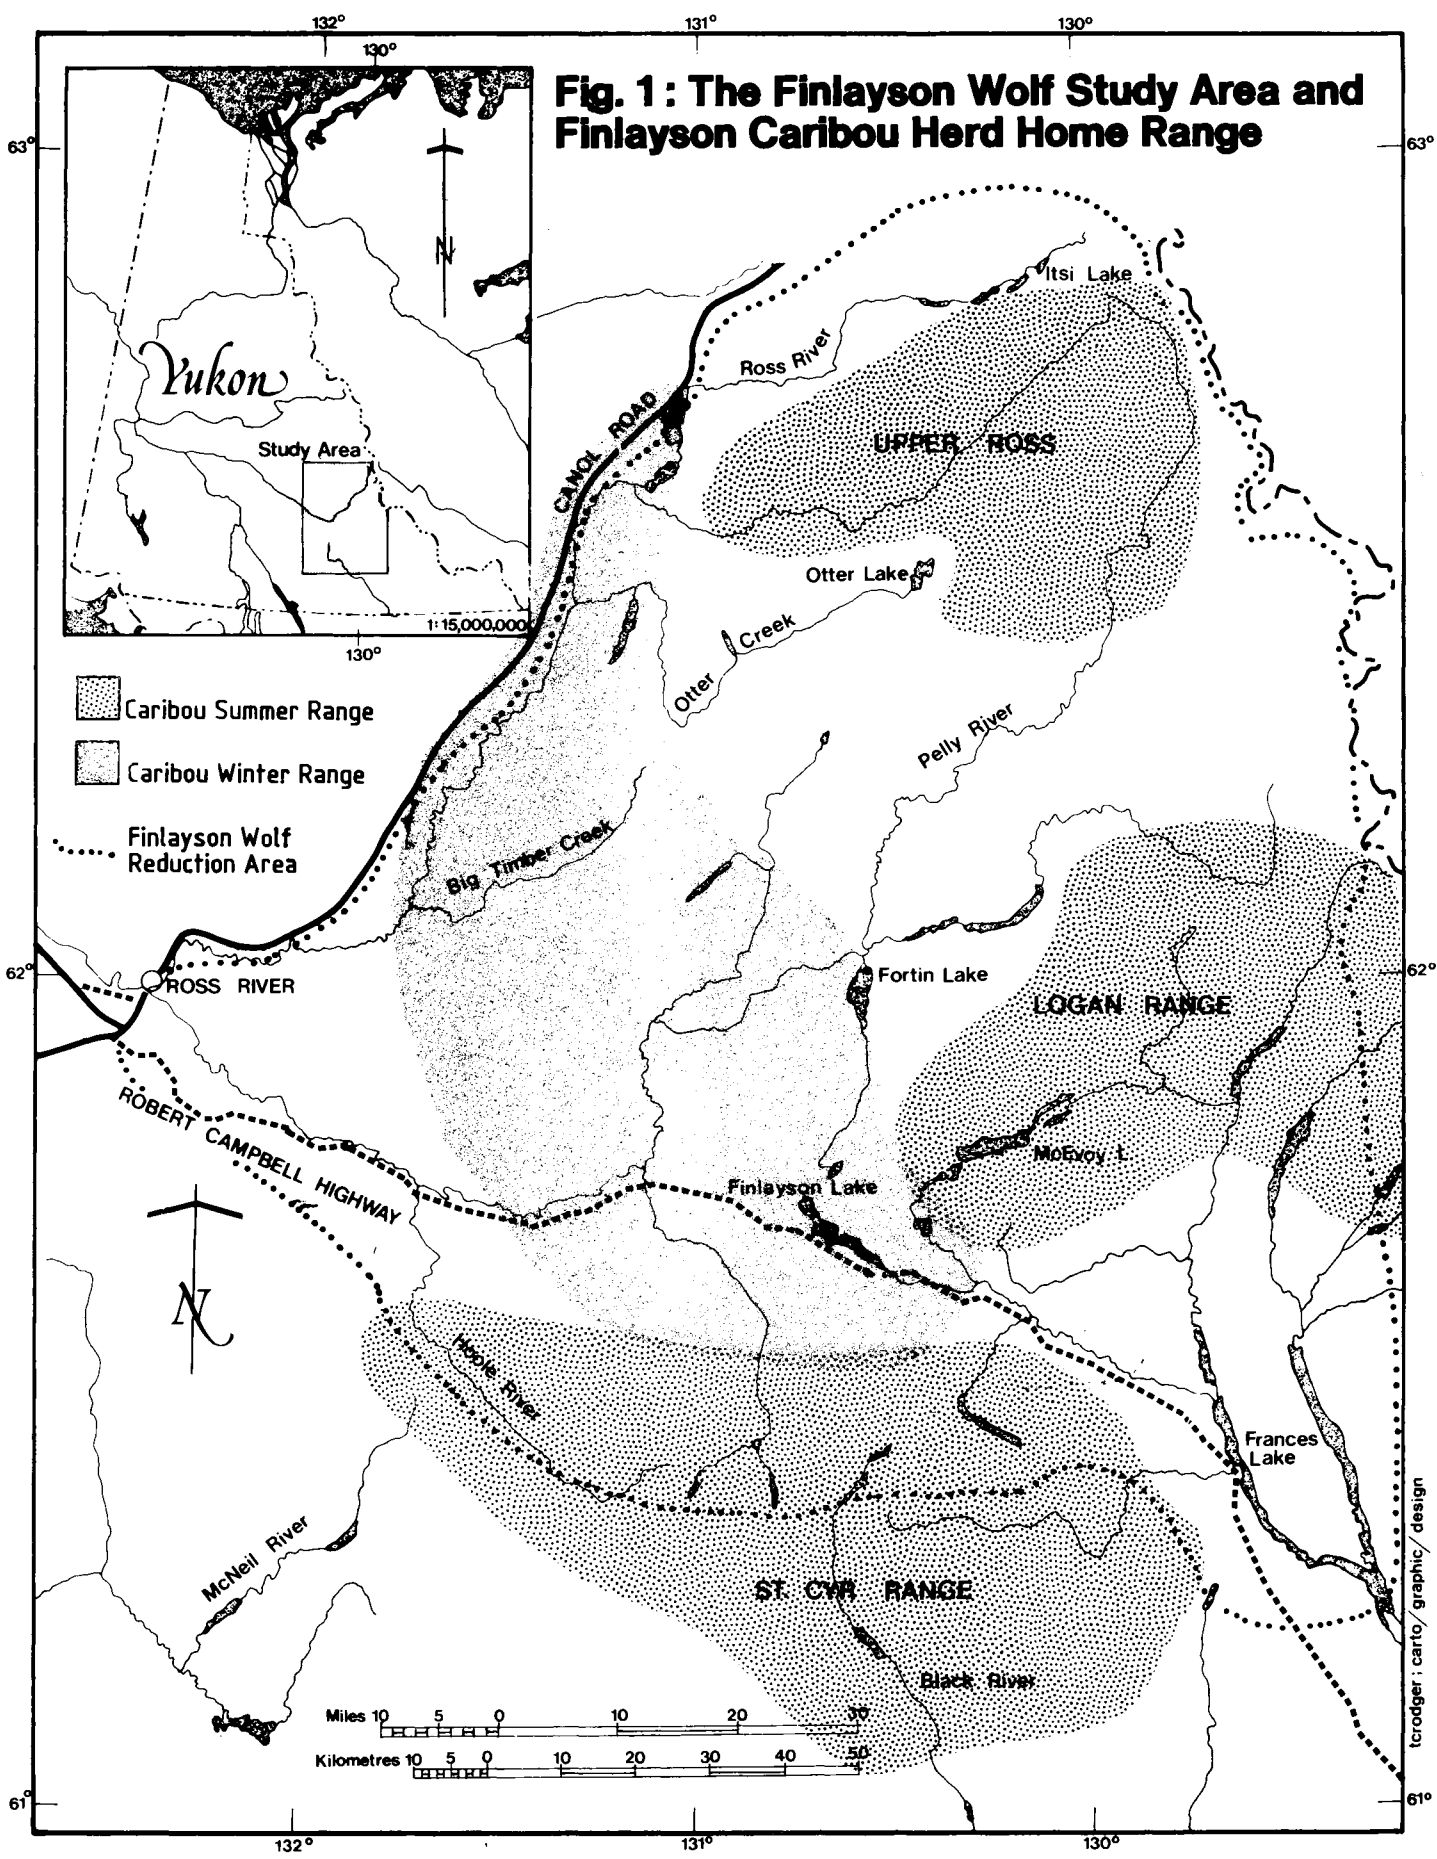 132°
131°
130°
130°
Fig. 1: The Finlayson Wolf Study Area and
Finlayson Caribou Herd Home Range
63°
63°
N
Yukon
Study Area
1:15,000,000
130°
Itsi Lake
Ross River
CANOL ROAD
UPPER ROSS
Otter Lake
Otter Creek
Pelly River
Caribou Summer Range
Caribou Winter Range
Finlayson Wolf
Reduction Area
Big Timber Creek
62°
62°
ROSS RIVER
Fortin Lake
LOGAN RANGE
ROBERT CAMPBELL HIGHWAY
McEvoy L.
Finlayson Lake
N
Hoole River
Frances
Lake
McNeil River
ST. CYR RANGE
Black River
Miles 10 5 0 10 20 30
Kilometres 10 5 0 10 20 30 40 50
tcrodger: carto/graphic/design
61°
61°
132°
131°
130°